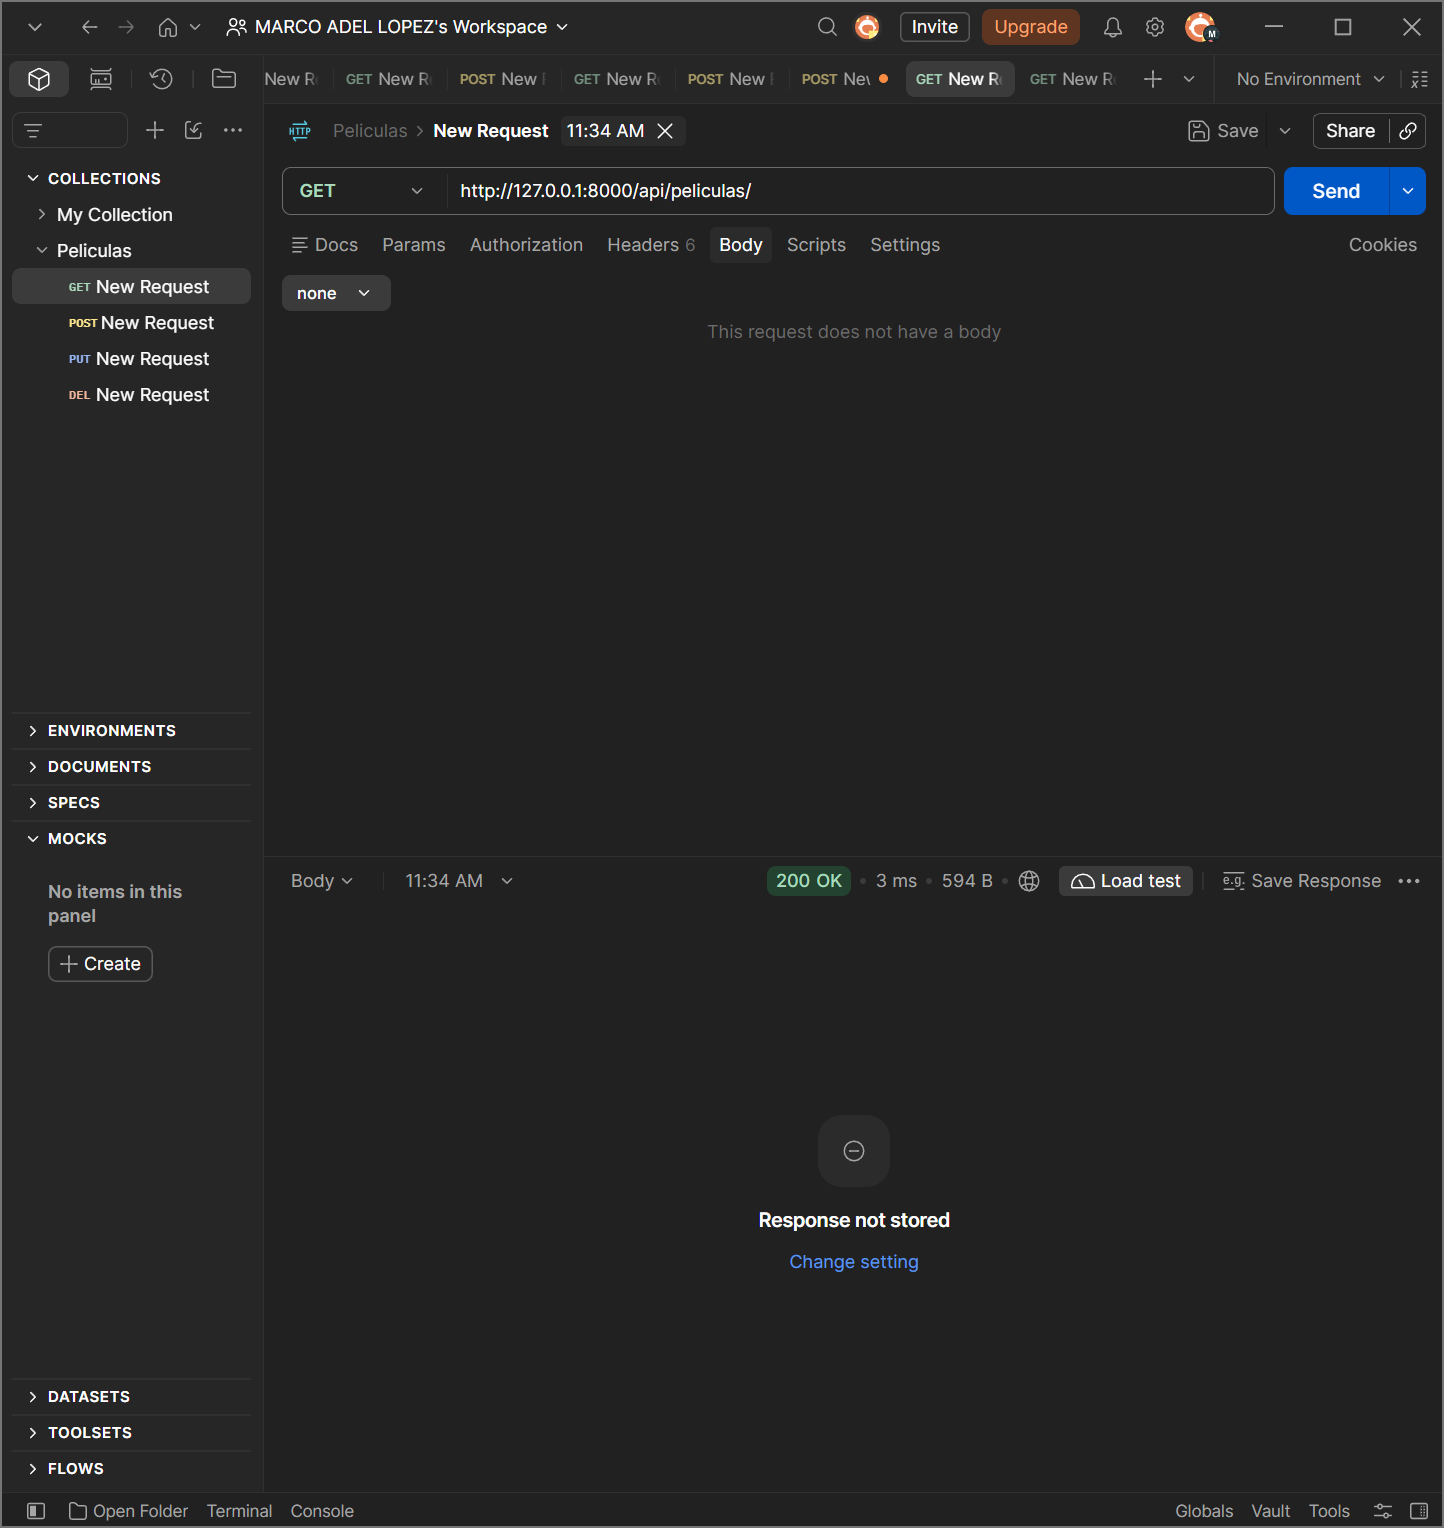 MARCO ADEL LOPEZ's Workspace
Invite
Upgrade
M
New R
GET New R
POST New
GET New R
POST New
POST Nev
GET New R
GET New R
No Environment
HTTP
Peliculas > New Request
11:34 AM
Save
Share
COLLECTIONS
My Collection
Peliculas
GET New Request
POST New Request
PUT New Request
DEL New Request
GET
http://127.0.0.1:8000/api/peliculas/
Send
Docs
Params
Authorization
Headers 6
Body
Scripts
Settings
Cookies
none
This request does not have a body
ENVIRONMENTS
DOCUMENTS
SPECS
MOCKS
No items in this
panel
Create
Body
11:34 AM
200 OK
3 ms
594 B
Load test
e.g. Save Response
Response not stored
Change setting
DATASETS
TOOLSETS
FLOWS
Open Folder
Terminal
Console
Globals
Vault
Tools